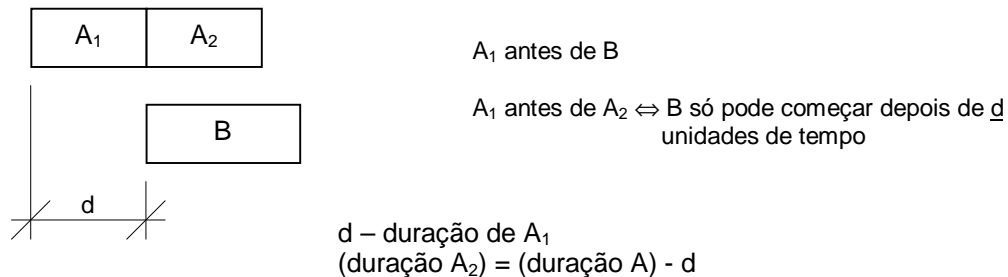 A₁ A₂
A₁ antes de B
A₁ antes de A₂ ⇔ B só pode começar depois de d
unidades de tempo
B
d
d – duração de A₁
(duração A₂) = (duração A) - d